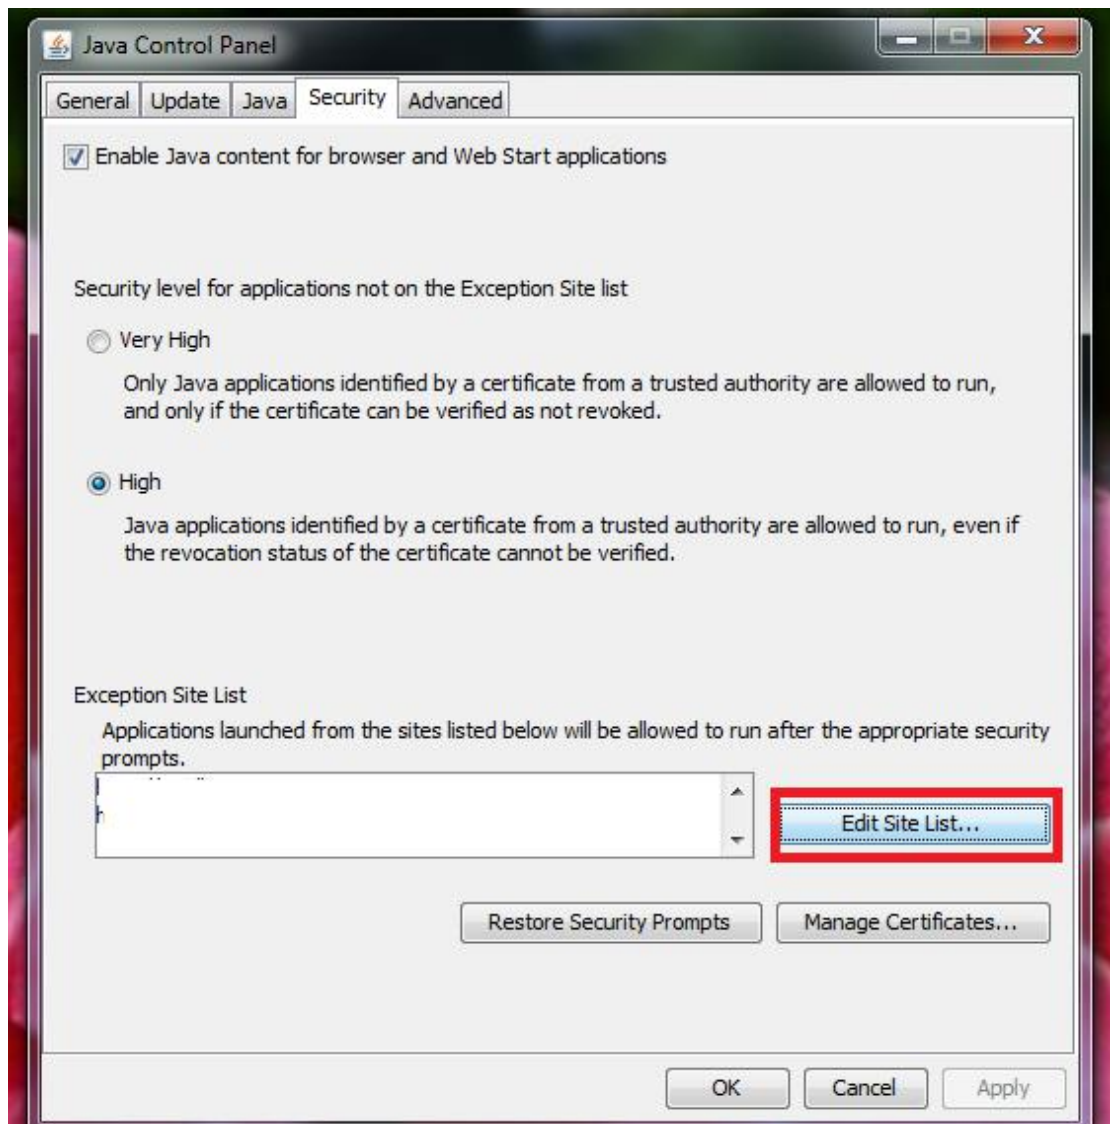 Java Control Panel
General Update Java Security Advanced
Enable Java content for browser and Web Start applications
Security level for applications not on the Exception Site list
Very High
Only Java applications identified by a certificate from a trusted authority are allowed to run,
and only if the certificate can be verified as not revoked.
High
Java applications identified by a certificate from a trusted authority are allowed to run, even if
the revocation status of the certificate cannot be verified.
Exception Site List
Applications launched from the sites listed below will be allowed to run after the appropriate security
prompts.
Edit Site List...
Restore Security Prompts Manage Certificates...
OK Cancel Apply